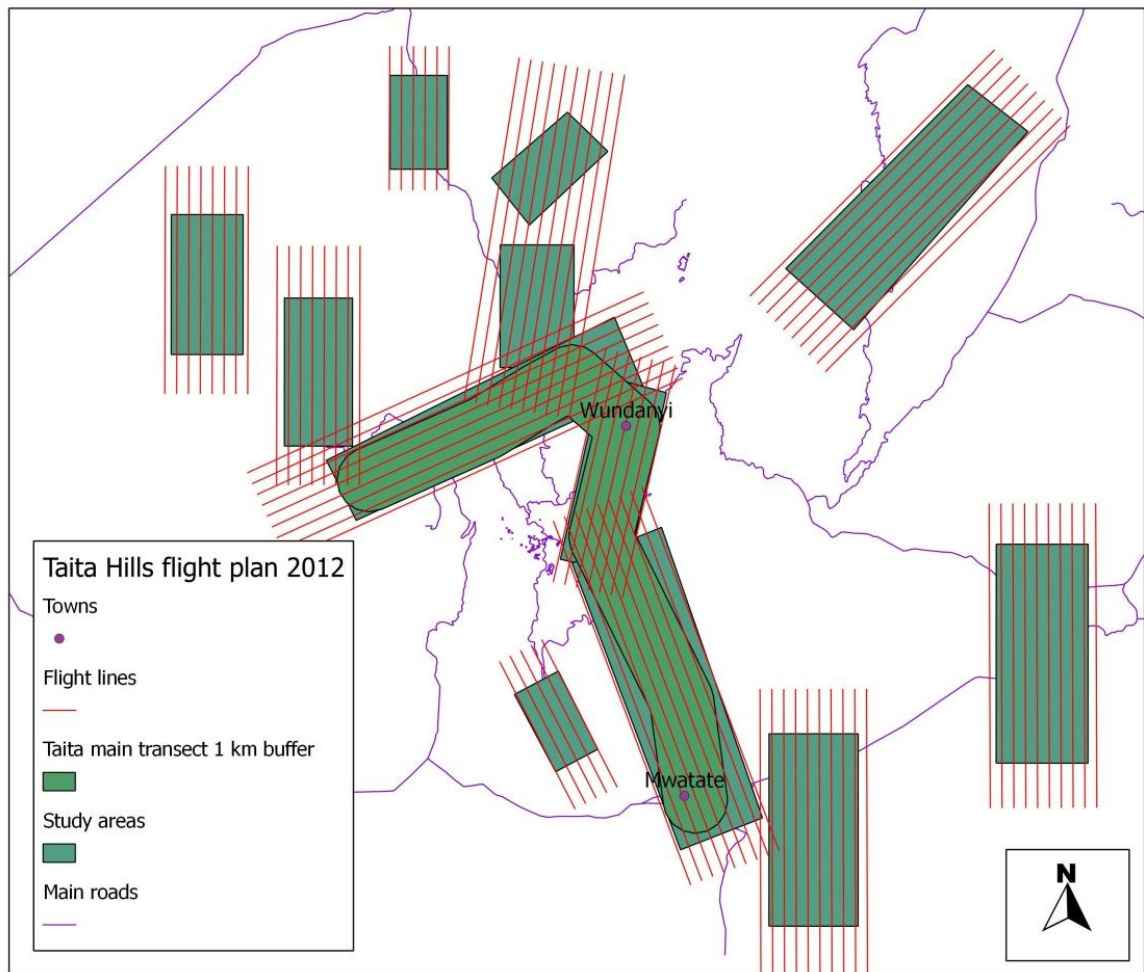 Wundanyi
Taita Hills flight plan 2012
Towns
Flight lines
Taita main transect 1 km buffer
Study areas
Main roads
Mwatate
N